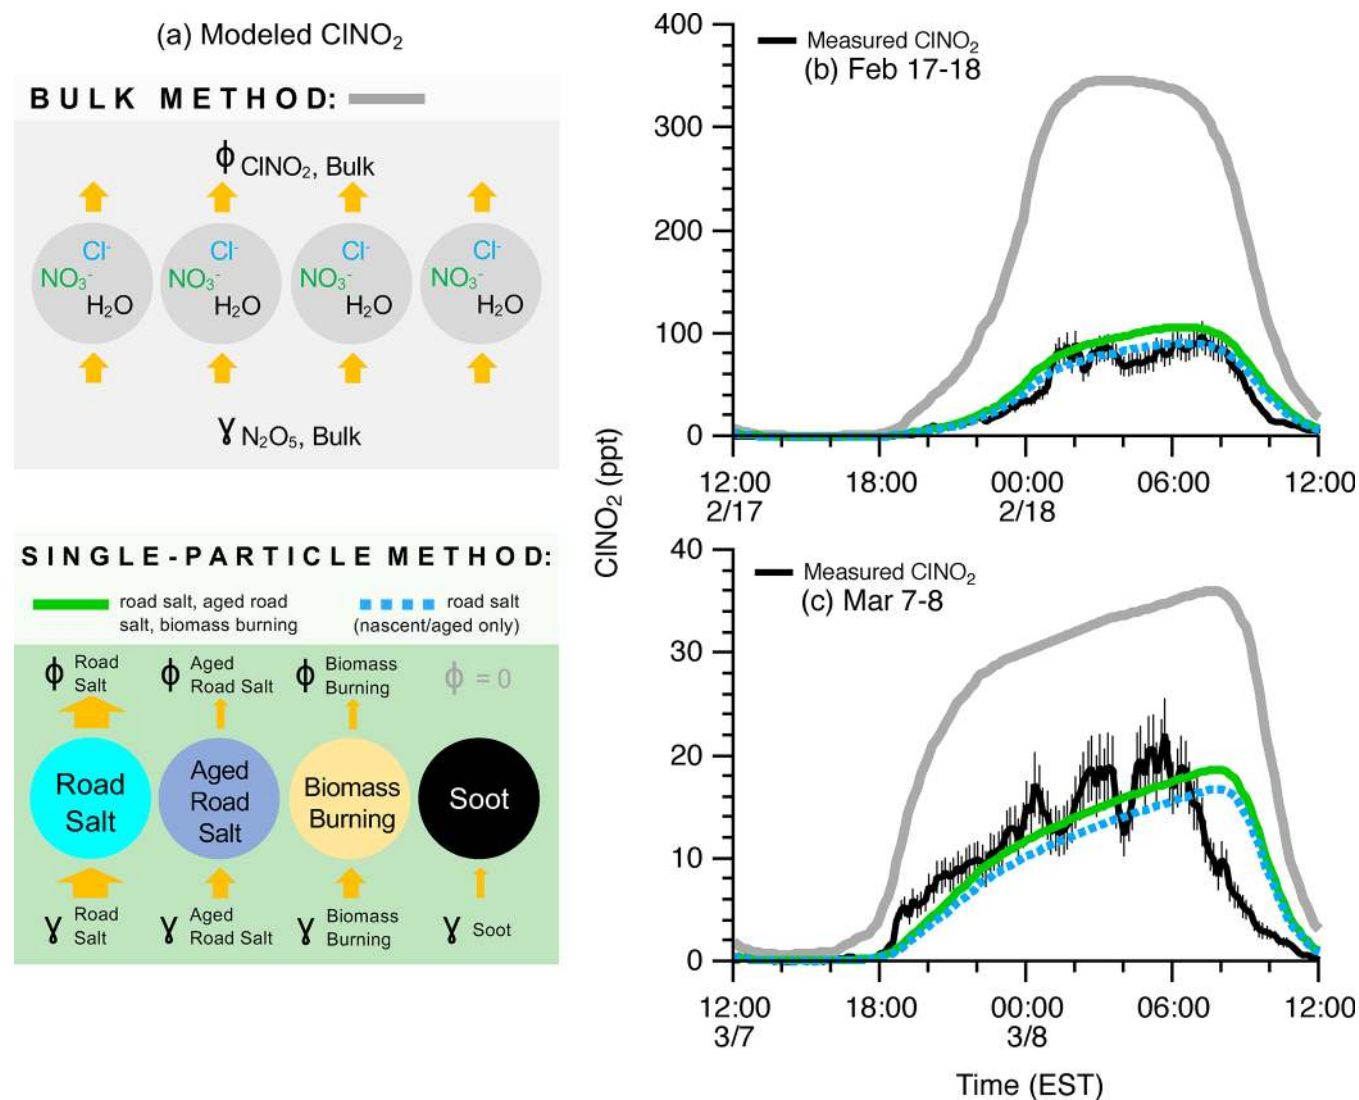 (a) Modeled ClNO₂
BULK METHOD:
ϕ ClNO₂, Bulk
Cl⁻ Cl⁻ Cl⁻ Cl⁻
NO₃⁻ NO₃⁻ NO₃⁻ NO₃⁻
H₂O H₂O H₂O H₂O
γ N₂O₅, Bulk
SINGLE-PARTICLE METHOD:
road salt, aged road
salt, biomass burning
road salt
(nascent/aged only)
ϕ Road
Salt
ϕ Aged
Road Salt
ϕ Biomass
Burning
ϕ = 0
Road
Salt
Aged
Road
Salt
Biomass
Burning
Soot
γ Road
Salt
γ Aged
Road Salt
γ Biomass
Burning
γ Soot
ClNO₂ (ppt)
400
300
200
100
0
Measured ClNO₂
(b) Feb 17-18
12:00 18:00 00:00 06:00 12:00
2/17 2/18
40
30
20
10
0
Measured ClNO₂
(c) Mar 7-8
12:00 18:00 00:00 06:00 12:00
3/7 3/8
Time (EST)